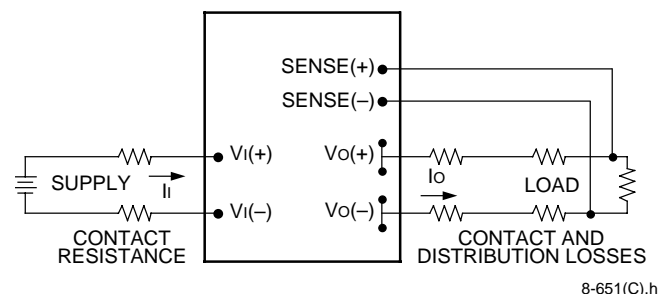 SENSE(+)
SENSE(–)
VI(+)
VO(+)
IO
SUPPLY
II
LOAD
VI(–)
VO(–)
CONTACT
RESISTANCE
CONTACT AND
DISTRIBUTION LOSSES
8-651(C).h